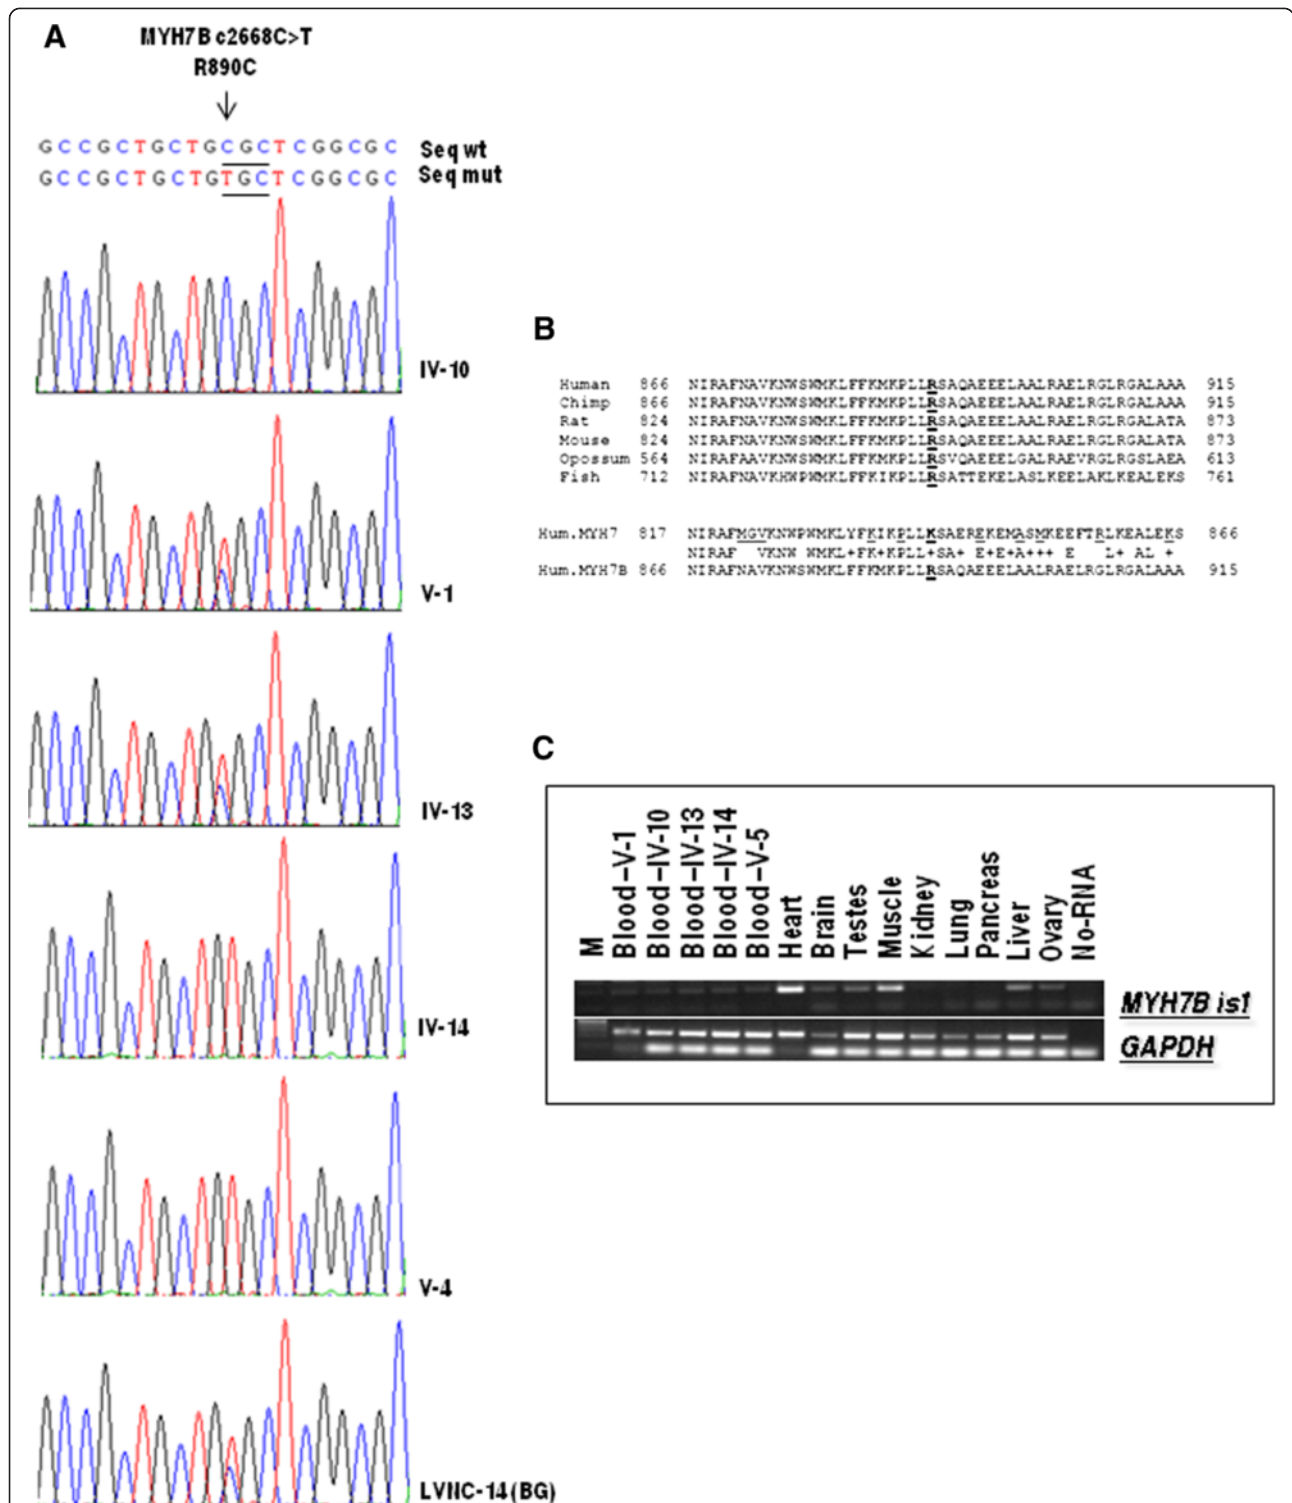 A
MYH7B c2668C>T
R890C
GCCGCTGCTGCGCTCGGCGC Seq wt
GCCGCTGCTGTGCTCGGCGC Seq mut
IV-10
V-1
IV-13
IV-14
V-4
LVNC-14 (BG)
B
Human 866 NIRAFNAVKNWSWMKLFFKMKPLLRSAQAEEELAALRAELRGLRGALAAA 915
Chimp 866 NIRAFNAVKNWSWMKLFFKMKPLLRSAQAEEELAALRAELRGLRGALAAA 915
Rat 824 NIRAFNAVKNWSWMKLFFKMKPLLRSAQAEEELAALRAELRGLRGALATA 873
Mouse 824 NIRAFNAVKNWSWMKLFFKMKPLLRSAQAEEELAALRAELRGLRGALATA 873
Opossum 564 NIRAFAAVKNWSWMKLFFKMKPLLRSVQAEEELGALRAEVRGLRGSLAEA 613
Fish 712 NIRAFNAVKHWPWMKLFFKIKPLLRSATTEKELASLKEELAKLKEALEKS 761
Hum.MYH7 817 NIRAFMGVKNWPWMKLYFKIKPLLKSAEREKEMASMKEEFTRLKEALEKS 866
NIRAF VKNW WMKL+FK+KPLL+SA+ E+E+A+++ E L+ AL +
Hum.MYH7B 866 NIRAFNAVKNWSWMKLFFKMKPLLRSAQAEEELAALRAELRGLRGALAAA 915
C
M
Blood-V-1
Blood-IV-10
Blood-IV-13
Blood-IV-14
Blood-V-5
Heart
Brain
Testes
Muscle
Kidney
Lung
Pancreas
Liver
Ovary
No-RNA
MYH7B is1
GAPDH